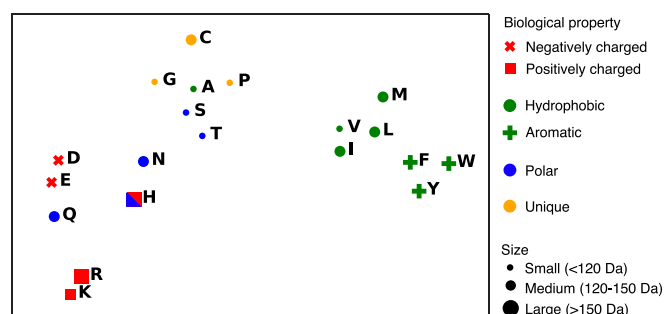 C
G
A
P
S
T
M
V
L
I
F
W
Y
D
N
E
H
Q
R
K
Biological property
Negatively charged
Positively charged
Hydrophobic
Aromatic
Polar
Unique
Size
Small (<120 Da)
Medium (120-150 Da)
Large (>150 Da)